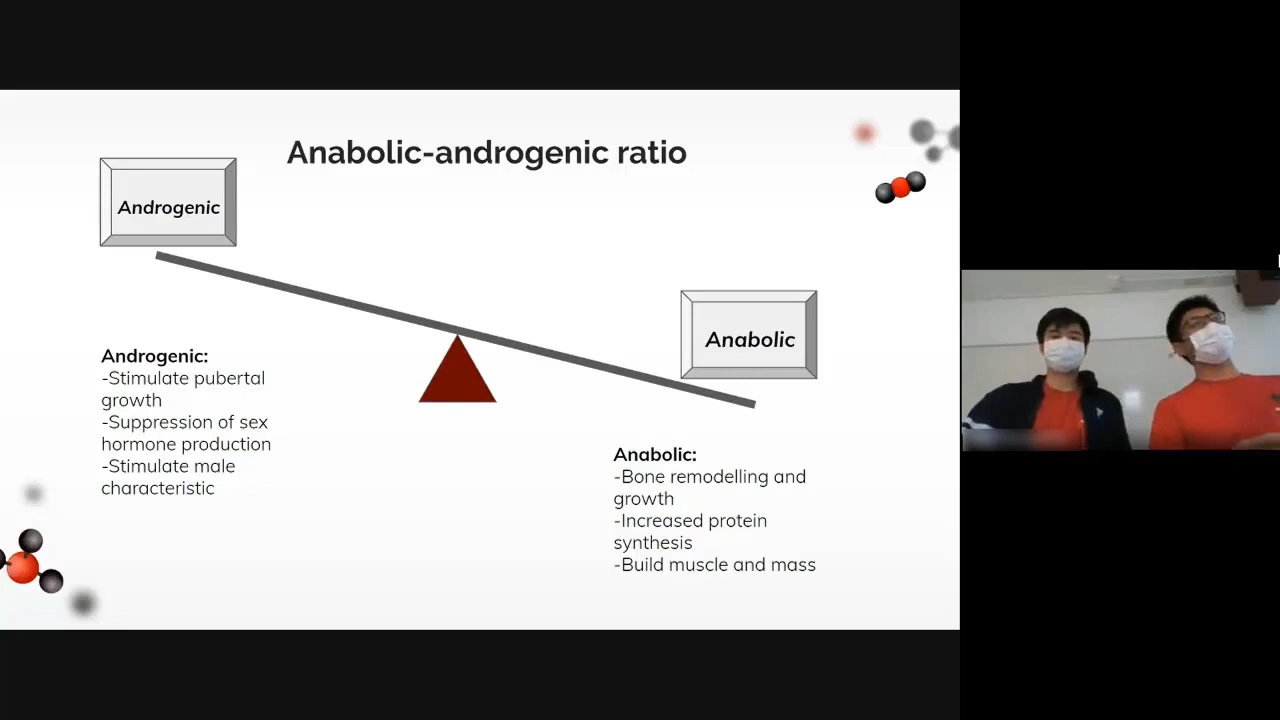 Anabolic-androgenic ratio
Androgenic
Anabolic
Androgenic:
-Stimulate pubertal
growth
-Suppression of sex
hormone production
-Stimulate male
characteristic
Anabolic:
-Bone remodelling and
growth
-Increased protein
synthesis
-Build muscle and mass